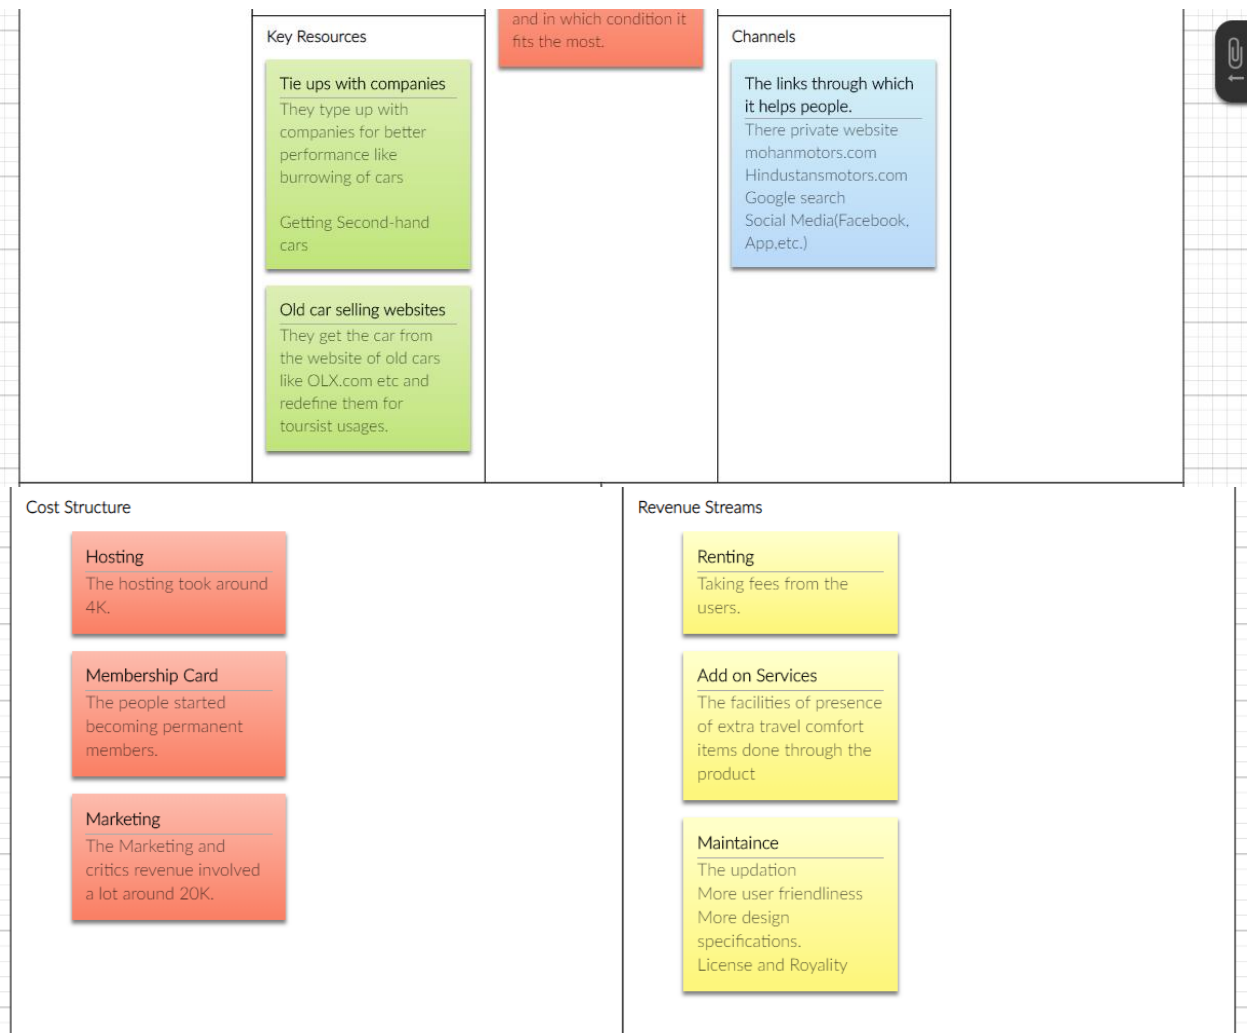 Key Resources
Tie ups with companies
They type up with
companies for better
performance like
burrowing of cars
Getting Second-hand
cars
Old car selling websites
They get the car from
the website of old cars
like OLX.com etc and
redefine them for
toursist usages.
and in which condition it
fits the most.
Channels
The links through which
it helps people.
There private website
mohanmotors.com
Hindustansmotors.com
Google search
Social Media(Facebook,
App,etc.)
Cost Structure
Hosting
The hosting took around
4K.
Membership Card
The people started
becoming permanent
members.
Marketing
The Marketing and
critics revenue involved
a lot around 20K.
Revenue Streams
Renting
Taking fees from the
users.
Add on Services
The facilities of presence
of extra travel comfort
items done through the
product
Maintaince
The updation
More user friendliness
More design
specifications.
License and Royality